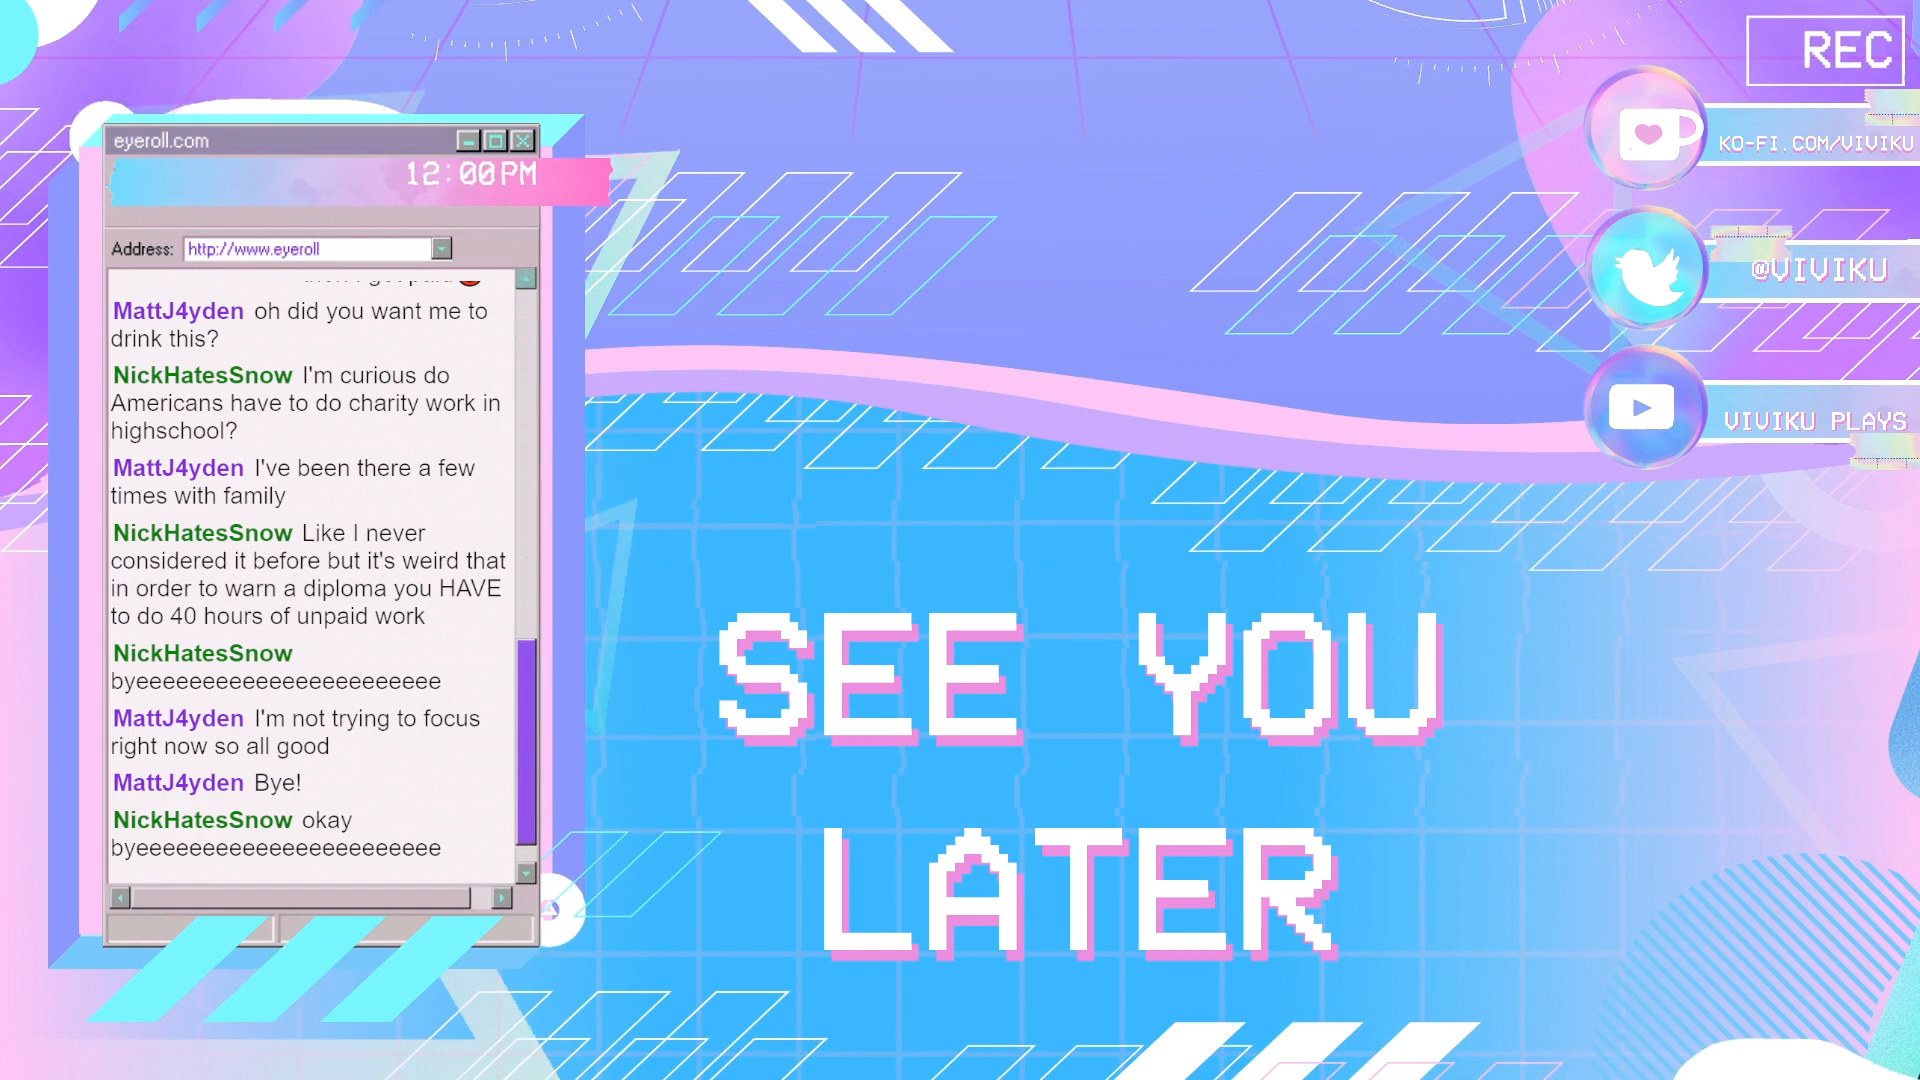 REC
eyeroll.com
12:00PM
KO-FI.COM/VIVIKU
Address: http://www.eyeroll
@VIVIKU
MattJ4yden oh did you want me to
drink this?
NickHatesSnow I'm curious do
Americans have to do charity work in
highschool?
VIVIKU PLAYS
MattJ4yden I've been there a few
times with family
NickHatesSnow Like I never
considered it before but it's weird that
in order to warn a diploma you HAVE
to do 40 hours of unpaid work
NickHatesSnow
byeeeeeeeeeeeeeeeeeeeeeee
MattJ4yden I'm not trying to focus
right now so all good
MattJ4yden Bye!
NickHatesSnow okay
byeeeeeeeeeeeeeeeeeeeeeee
SEE YOU
LATER